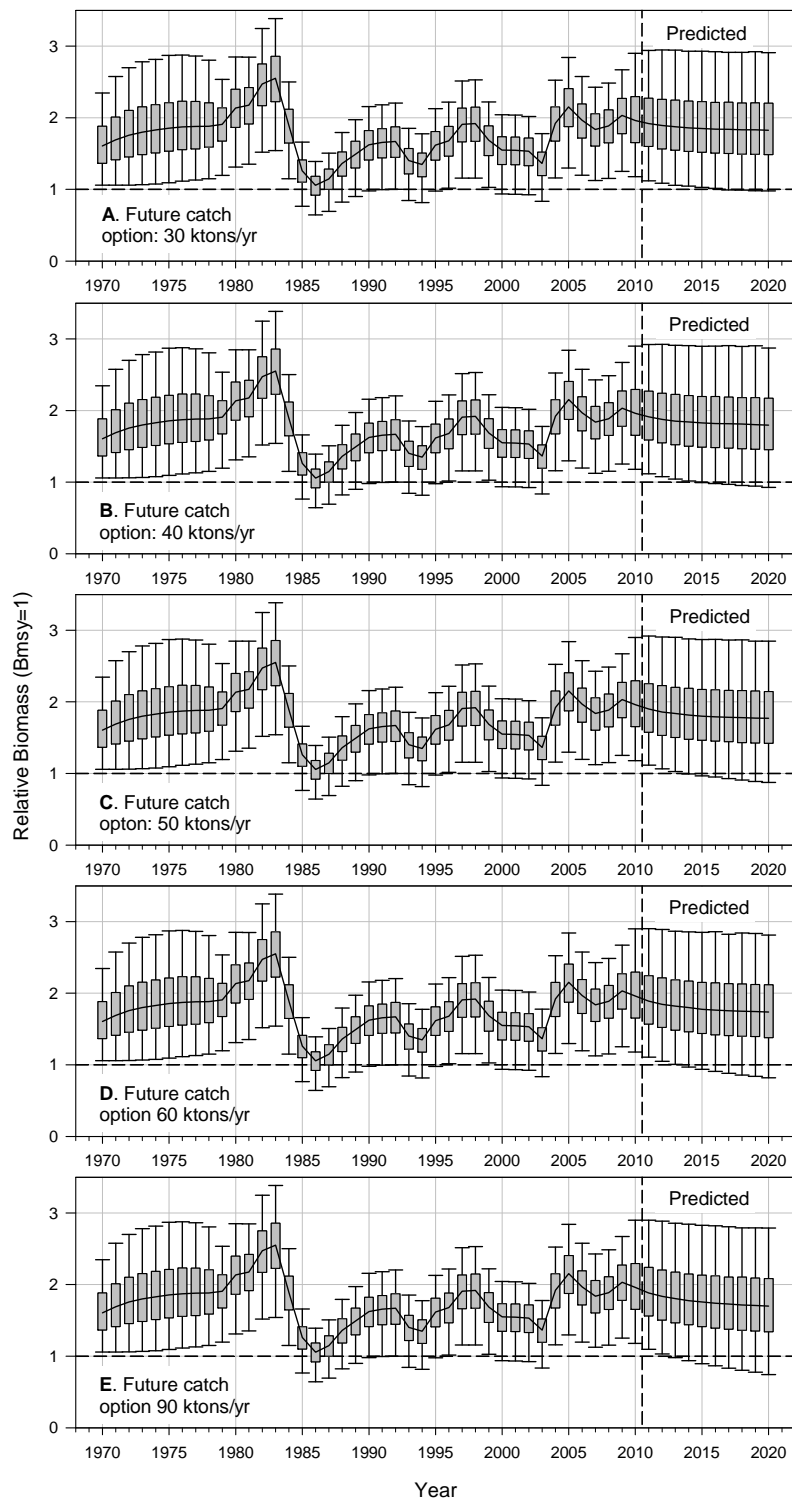 3
Predicted
2
1
A. Future catch
option: 30 ktons/yr
0
1970 1975 1980 1985 1990 1995 2000 2005 2010 2015 2020
3
Predicted
2
1
B. Future catch
option: 40 ktons/yr
0
1970 1975 1980 1985 1990 1995 2000 2005 2010 2015 2020
Relative Biomass (Bmsy=1)
3
Predicted
2
1
C. Future catch
opton: 50 ktons/yr
0
1970 1975 1980 1985 1990 1995 2000 2005 2010 2015 2020
3
Predicted
2
1
D. Future catch
option 60 ktons/yr
0
1970 1975 1980 1985 1990 1995 2000 2005 2010 2015 2020
3
Predicted
2
1
E. Future catch
option 90 ktons/yr
0
1970 1975 1980 1985 1990 1995 2000 2005 2010 2015 2020
Year